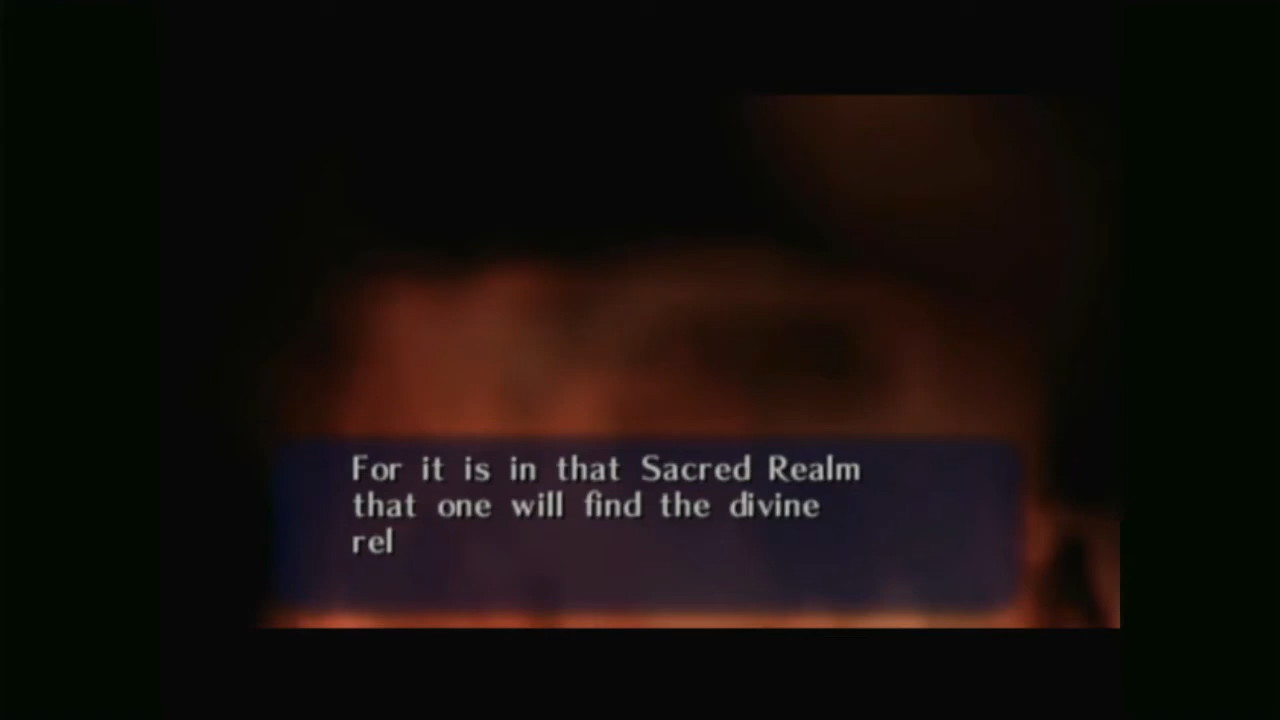 For it is in that Sacred Realm
that one will find the divine
rel